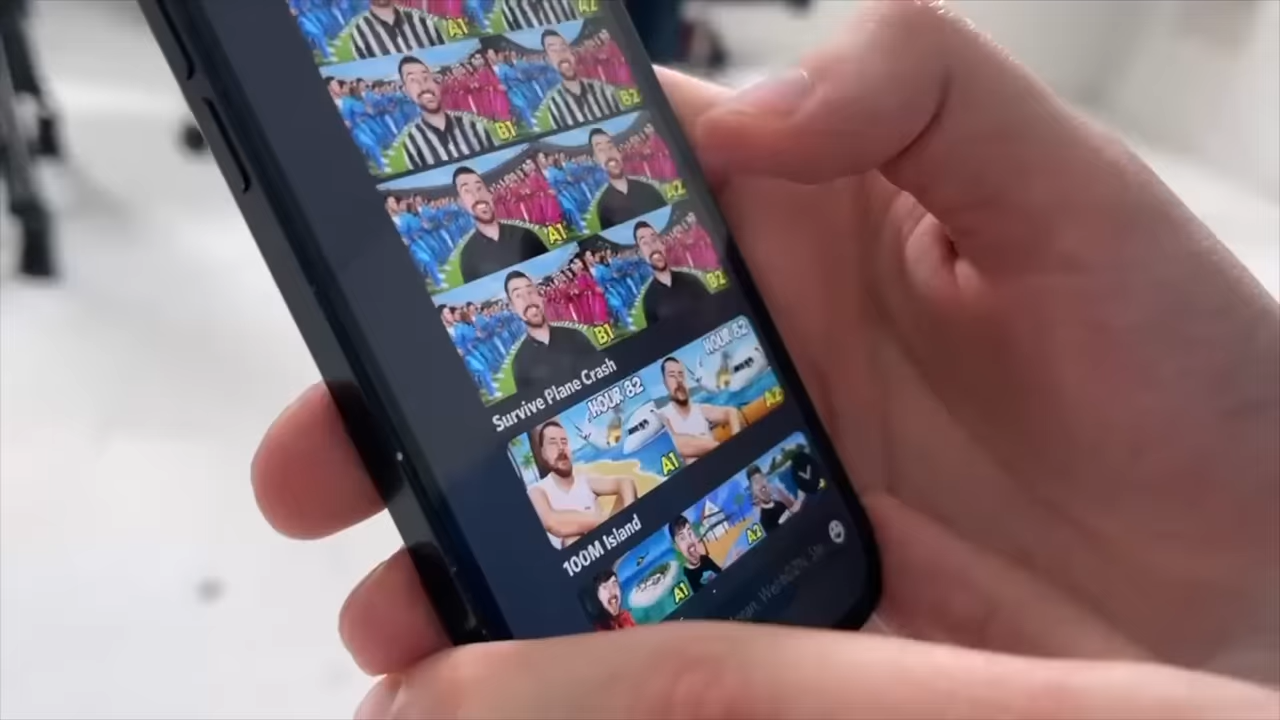 A1
A2
B1
B2
A1
A2
B1
B2
Survive Plane Crash
HOUR 82
A1
HOUR 82
A2
100M Island
A1
A2